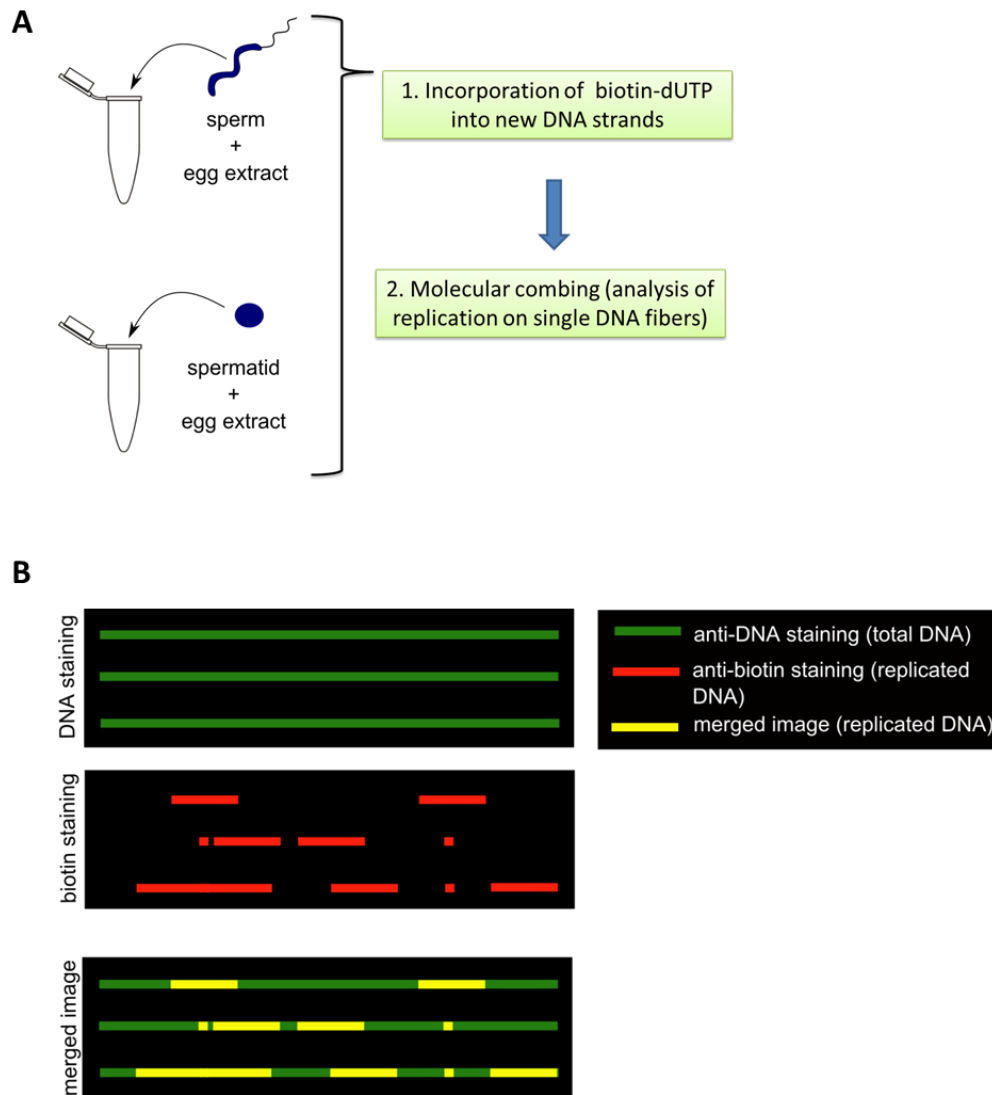 A
sperm
+
egg extract
1. Incorporation of biotin-dUTP
into new DNA strands
2. Molecular combing (analysis of
replication on single DNA fibers)
spermatid
+
egg extract
B
DNA staining
anti-DNA staining (total DNA)
anti-biotin staining (replicated
DNA)
merged image (replicated DNA)
biotin staining
merged image